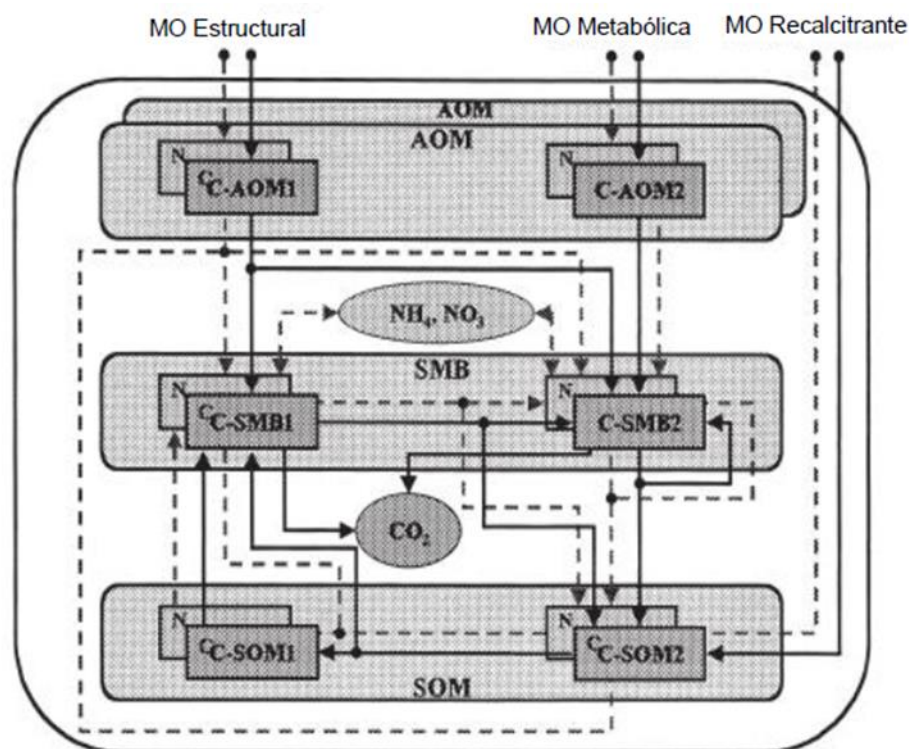 MO Estructural MO Metabólica MO Recalcitrante
AOM
AOM
N N
C C-AOM1 C-AOM2
NH₄, NO₃
SMB
N N
C C-SMB1 C-SMB2
CO₂
N N
C C-SOM1 C C-SOM2
SOM